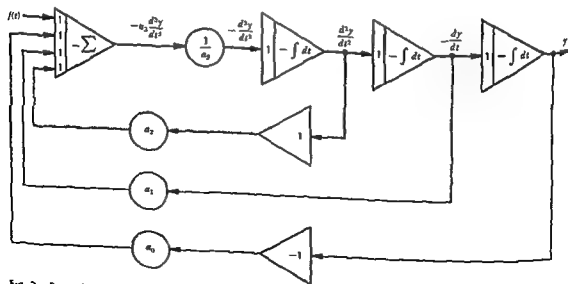 f(t)
1
1
1
1
−∑
−a₃ d³y/dt³
1/a₃
−d³y/dt³
1
−∫ dt
d²y/dt²
1
−∫ dt
−dy/dt
1
−∫ dt
y
a₂
1
a₁
a₀
−1